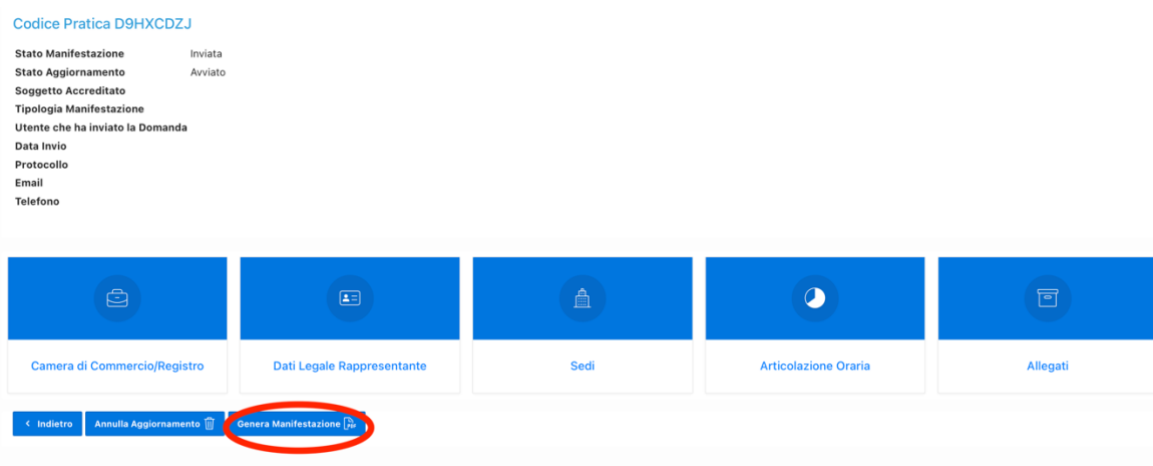 Codice Pratica D9HXCDZJ
Stato Manifestazione Inviata
Stato Aggiornamento Avviato
Soggetto Accreditato
Tipologia Manifestazione
Utente che ha inviato la Domanda
Data Invio
Protocollo
Email
Telefono
Camera di Commercio/Registro Dati Legale Rappresentante Sedi Articolazione Oraria Allegati
< Indietro Annulla Aggiornamento Genera Manifestazione PDF